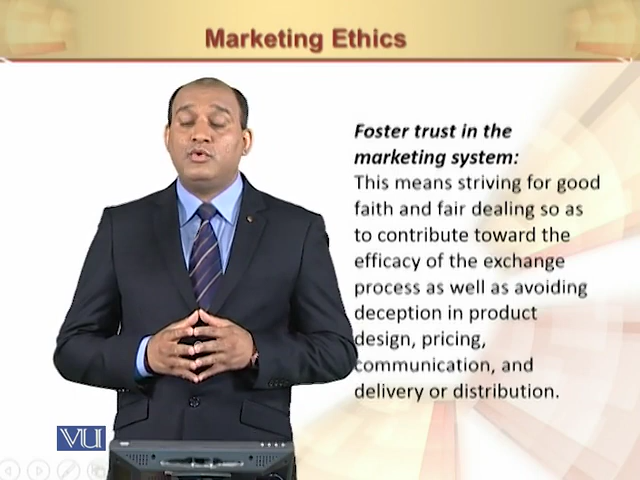 Marketing Ethics
Foster trust in the
marketing system:
This means striving for good
faith and fair dealing so as
to contribute toward the
efficacy of the exchange
process as well as avoiding
deception in product
design, pricing,
communication, and
delivery or distribution.
VU